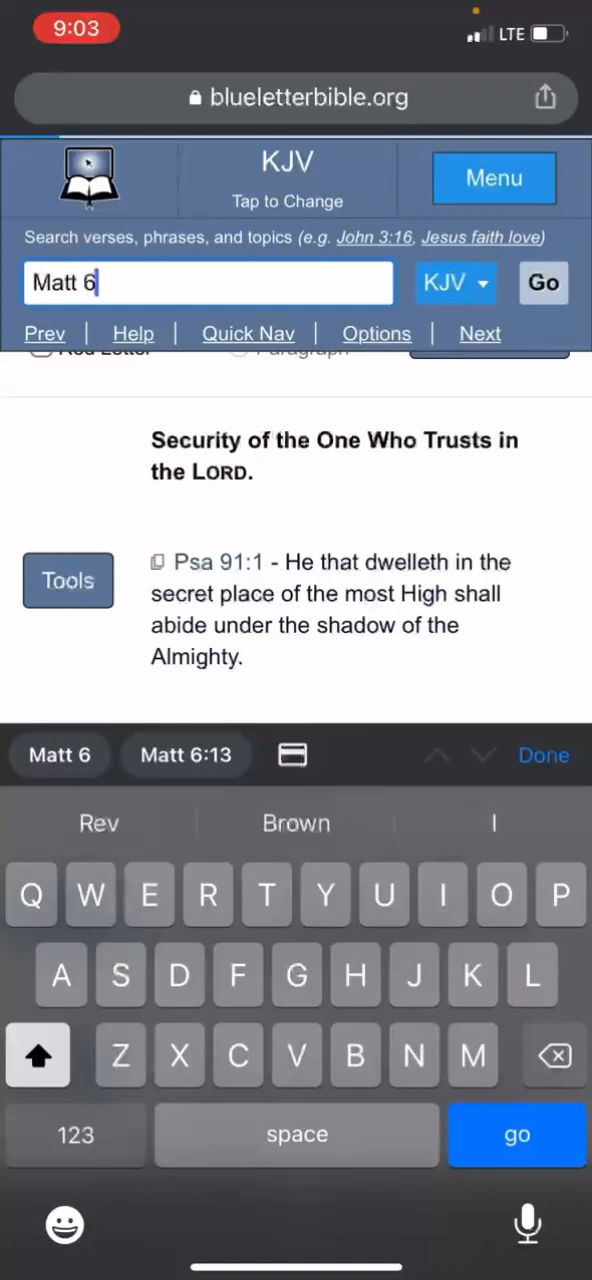 9:03
LTE
blueletterbible.org
KJV
Tap to Change
Menu
Search verses, phrases, and topics (e.g. John 3:16, Jesus faith love)
Matt 6
KJV
Go
Prev | Help | Quick Nav | Options | Next
Red Letter
Paragraph
Security of the One Who Trusts in
the LORD.
Tools
Psa 91:1 - He that dwelleth in the
secret place of the most High shall
abide under the shadow of the
Almighty.
Matt 6
Matt 6:13
Done
Rev
Brown
I
Q W E R T Y U I O P
A S D F G H J K L
Z X C V B N M
123
space
go